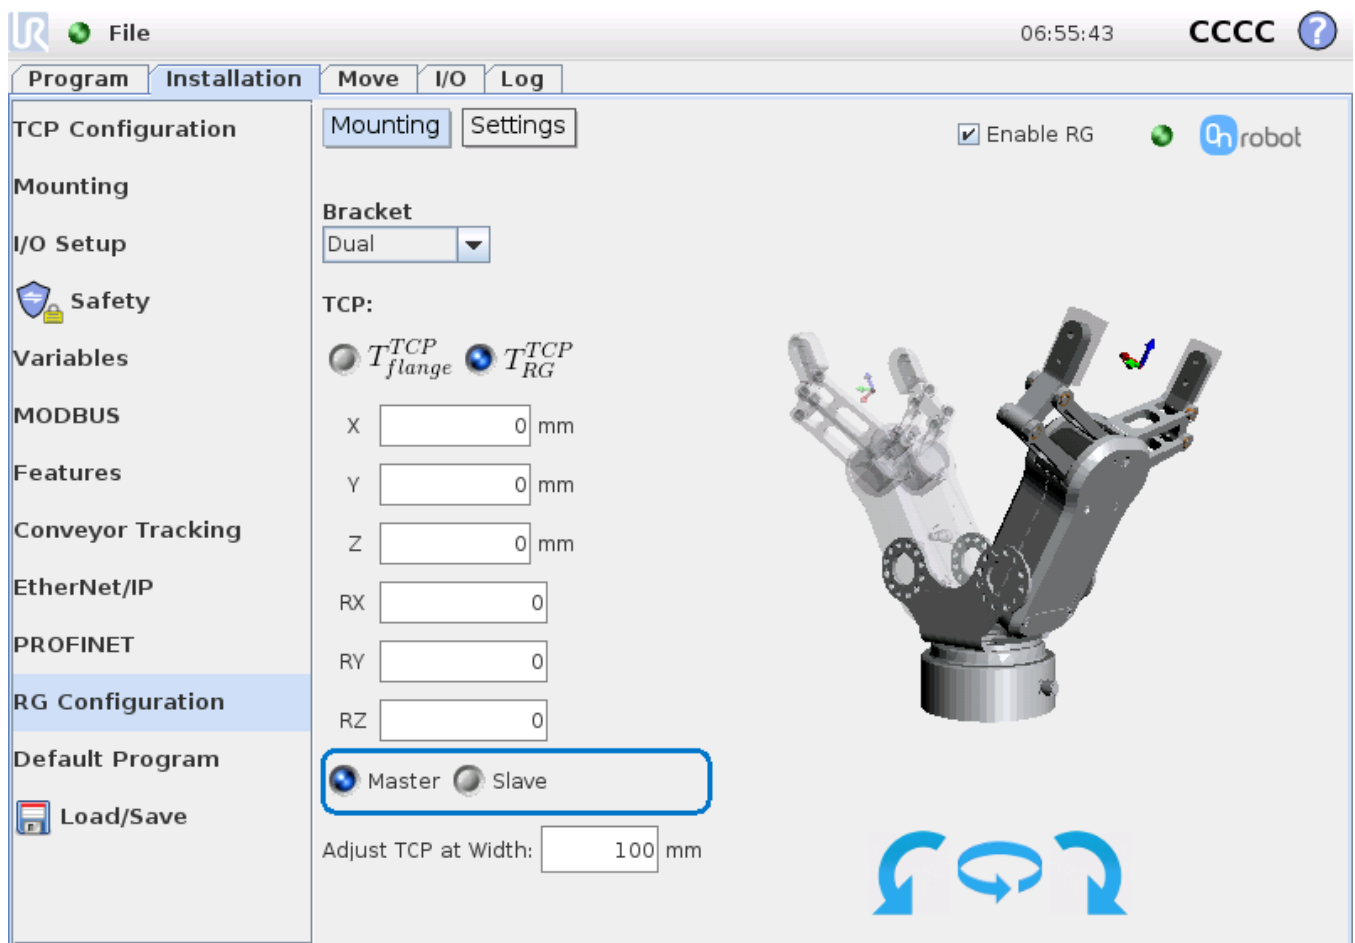 File 06:55:43 CCCC ?
Program Installation Move I/O Log
TCP Configuration
Mounting
I/O Setup
Safety
Variables
MODBUS
Features
Conveyor Tracking
EtherNet/IP
PROFINET
RG Configuration
Default Program
Load/Save
Mounting Settings
Enable RG
On robot
Bracket
Dual
TCP:
T_{flange}^{TCP} T_{RG}^{TCP}
X 0 mm
Y 0 mm
Z 0 mm
RX 0
RY 0
RZ 0
Master Slave
Adjust TCP at Width: 100 mm